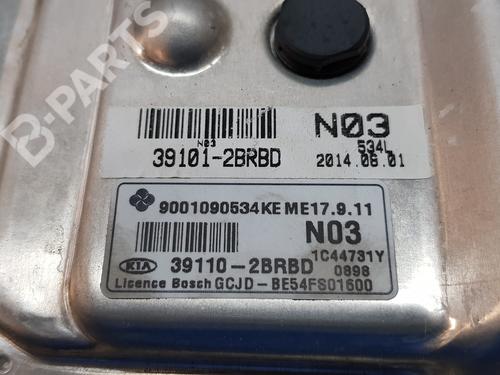 B-PARTS
N03
N03
534L
39101-2BRBD
2014.08.01
9001090534KE ME17.9.11
N03
1C44731Y
KIA 39110-2BRBD 0898
Licence Bosch GCJD-BE54FS01600